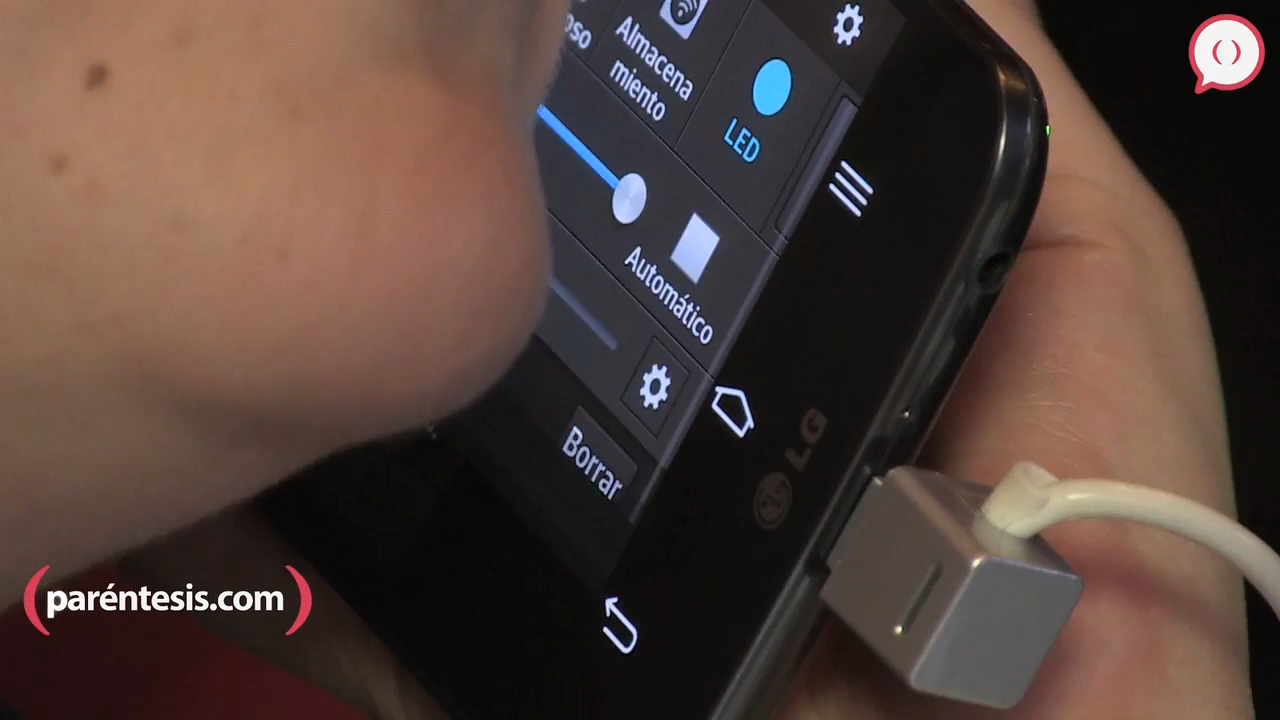 Almacena
miento
LED
Automático
Borrar
LG
paréntesis.com